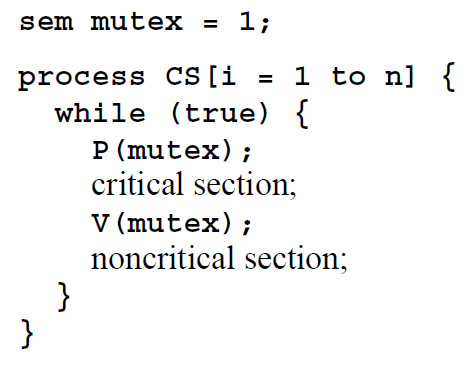 sem mutex = 1;
process CS[i = 1 to n] {
while (true) {
P(mutex);
critical section;
V(mutex);
noncritical section;
}
}